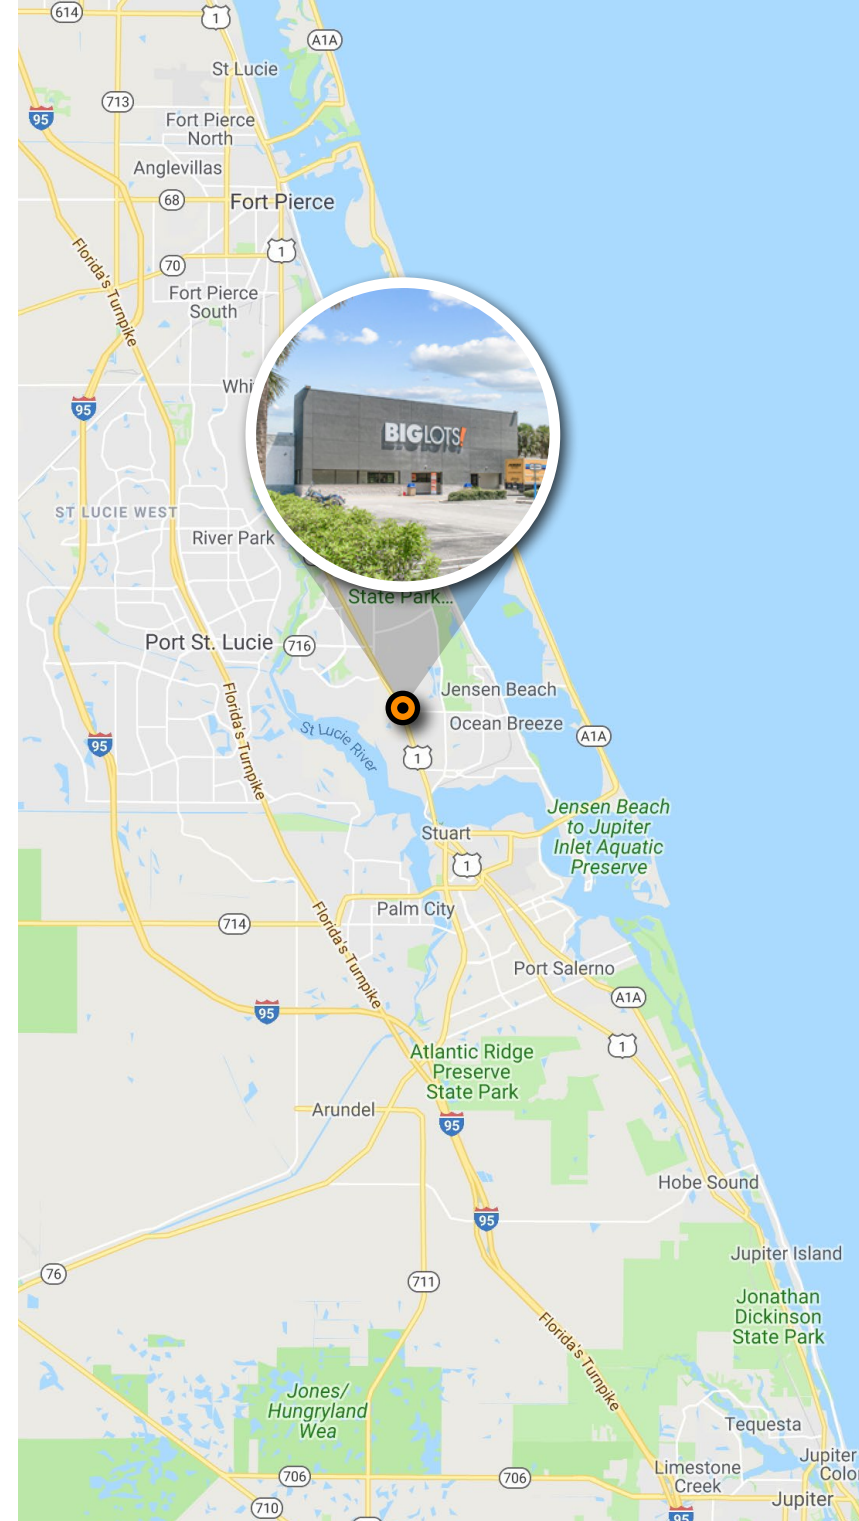 614
1
A1A
St Lucie
713
95
Fort Pierce
North
Anglevillas
68
Fort Pierce
1
Florida's Turnpike
70
Fort Pierce
South
Whi
95
BIGLOTS!
ST LUCIE WEST
River Park
State Park...
Port St. Lucie
716
Jensen Beach
Ocean Breeze
Florida's Turnpike
St Lucie River
95
A1A
1
Jensen Beach
to Jupiter
Inlet Aquatic
Preserve
Stuart
1
Palm City
714
Florida's Turnpike
Port Salerno
A1A
95
1
Atlantic Ridge
Preserve
State Park
Arundel
95
Hobe Sound
95
Jupiter Island
76
711
Jonathan
Dickinson
State Park
Florida's Turnpike
Jones/
Hungryland
Wea
Tequesta
Jupiter
Colo
Limestone
Creek
706
706
Jupiter
710
95